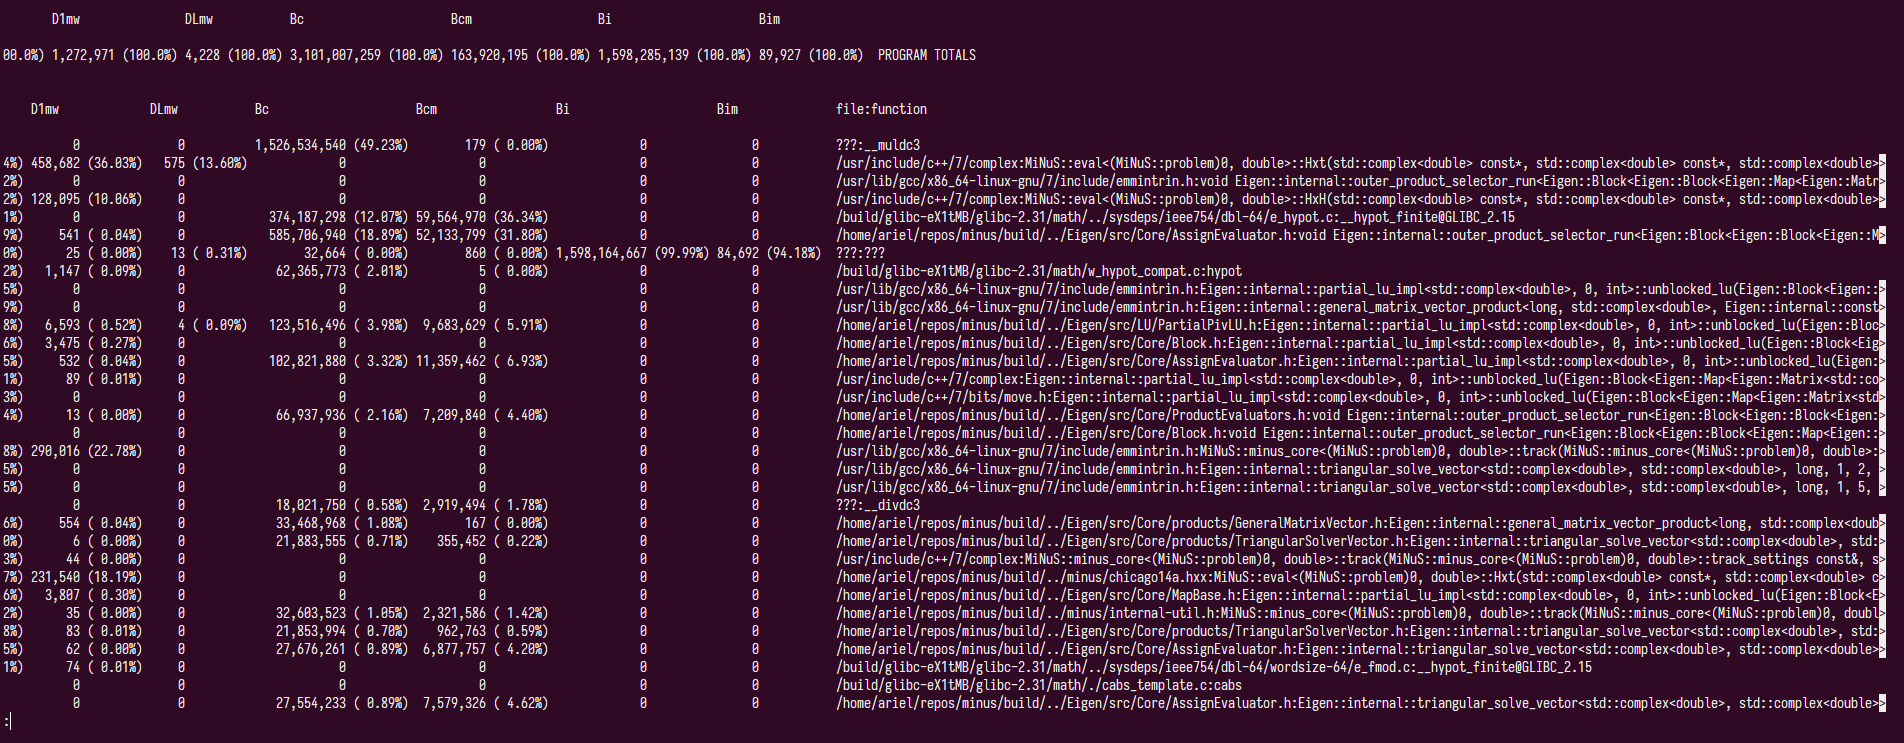 D1mw DLmw Bc Bcm Bi Bim
00.0%) 1,272,971 (100.0%) 4,228 (100.0%) 3,101,007,259 (100.0%) 163,920,195 (100.0%) 1,598,285,139 (100.0%) 89,927 (100.0%) PROGRAM TOTALS
D1mw DLmw Bc Bcm Bi Bim file:function
0 0 1,526,534,540 (49.23%) 179 ( 0.00%) 0 0 ???:__muldc3
4%) 458,682 (36.03%) 575 (13.60%) 0 0 0 0 /usr/include/c++/7/complex:MiNuS::eval<(MiNuS::problem)0, double>::Hxt(std::complex<double> const*, std::complex<double> const*, std::complex<double>>
2%) 0 0 0 0 0 0 /usr/lib/gcc/x86_64-linux-gnu/7/include/emmintrin.h:void Eigen::internal::outer_product_selector_run<Eigen::Block<Eigen::Block<Eigen::Map<Eigen::Matr>
2%) 128,095 (10.06%) 0 0 0 0 0 /usr/include/c++/7/complex:MiNuS::eval<(MiNuS::problem)0, double>::HxH(std::complex<double> const*, std::complex<double> const*, std::complex<double>>
1%) 0 0 374,187,298 (12.07%) 59,564,970 (36.34%) 0 0 /build/glibc-eX1tMB/glibc-2.31/math/../sysdeps/ieee754/dbl-64/e_hypot.c:__hypot_finite@GLIBC_2.15
9%) 541 ( 0.04%) 0 585,706,940 (18.89%) 52,133,799 (31.80%) 0 0 /home/ariel/repos/minus/build/../Eigen/src/Core/AssignEvaluator.h:void Eigen::internal::outer_product_selector_run<Eigen::Block<Eigen::Block<Eigen::M>
0%) 25 ( 0.00%) 13 ( 0.31%) 32,664 ( 0.00%) 860 ( 0.00%) 1,598,164,667 (99.99%) 84,692 (94.18%) ???:???
2%) 1,147 ( 0.09%) 0 62,365,773 ( 2.01%) 5 ( 0.00%) 0 0 /build/glibc-eX1tMB/glibc-2.31/math/w_hypot_compat.c:hypot
5%) 0 0 0 0 0 0 /usr/lib/gcc/x86_64-linux-gnu/7/include/emmintrin.h:Eigen::internal::partial_lu_impl<std::complex<double>, 0, int>::unblocked_lu(Eigen::Block<Eigen::>
9%) 0 0 0 0 0 0 /usr/lib/gcc/x86_64-linux-gnu/7/include/emmintrin.h:Eigen::internal::general_matrix_vector_product<long, std::complex<double>, Eigen::internal::const>
8%) 6,593 ( 0.52%) 4 ( 0.09%) 123,516,496 ( 3.98%) 9,683,629 ( 5.91%) 0 0 /home/ariel/repos/minus/build/../Eigen/src/LU/PartialPivLU.h:Eigen::internal::partial_lu_impl<std::complex<double>, 0, int>::unblocked_lu(Eigen::Bloc>
6%) 3,475 ( 0.27%) 0 0 0 0 0 /home/ariel/repos/minus/build/../Eigen/src/Core/Block.h:Eigen::internal::partial_lu_impl<std::complex<double>, 0, int>::unblocked_lu(Eigen::Block<Eig>
5%) 532 ( 0.04%) 0 102,821,880 ( 3.32%) 11,359,462 ( 6.93%) 0 0 /home/ariel/repos/minus/build/../Eigen/src/Core/AssignEvaluator.h:Eigen::internal::partial_lu_impl<std::complex<double>, 0, int>::unblocked_lu(Eigen:>
1%) 89 ( 0.01%) 0 0 0 0 0 /usr/include/c++/7/complex:Eigen::internal::partial_lu_impl<std::complex<double>, 0, int>::unblocked_lu(Eigen::Block<Eigen::Map<Eigen::Matrix<std::co>
3%) 0 0 0 0 0 0 /usr/include/c++/7/bits/move.h:Eigen::internal::partial_lu_impl<std::complex<double>, 0, int>::unblocked_lu(Eigen::Block<Eigen::Map<Eigen::Matrix<std>
4%) 13 ( 0.00%) 0 66,937,936 ( 2.16%) 7,209,840 ( 4.40%) 0 0 /home/ariel/repos/minus/build/../Eigen/src/Core/ProductEvaluators.h:void Eigen::internal::outer_product_selector_run<Eigen::Block<Eigen::Block<Eigen:>
0 0 0 0 0 0 /home/ariel/repos/minus/build/../Eigen/src/Core/Block.h:void Eigen::internal::outer_product_selector_run<Eigen::Block<Eigen::Block<Eigen::Map<Eigen::>
8%) 290,016 (22.78%) 0 0 0 0 0 /usr/lib/gcc/x86_64-linux-gnu/7/include/emmintrin.h:MiNuS::minus_core<(MiNuS::problem)0, double>::track(MiNuS::minus_core<(MiNuS::problem)0, double>:>
5%) 0 0 0 0 0 0 /usr/lib/gcc/x86_64-linux-gnu/7/include/emmintrin.h:Eigen::internal::triangular_solve_vector<std::complex<double>, std::complex<double>, long, 1, 2, >
5%) 0 0 0 0 0 0 /usr/lib/gcc/x86_64-linux-gnu/7/include/emmintrin.h:Eigen::internal::triangular_solve_vector<std::complex<double>, std::complex<double>, long, 1, 5, >
0 0 18,021,750 ( 0.58%) 2,919,494 ( 1.78%) 0 0 ???:__divdc3
6%) 554 ( 0.04%) 0 33,468,968 ( 1.08%) 167 ( 0.00%) 0 0 /home/ariel/repos/minus/build/../Eigen/src/Core/products/GeneralMatrixVector.h:Eigen::internal::general_matrix_vector_product<long, std::complex<doub>
0%) 6 ( 0.00%) 0 21,883,555 ( 0.71%) 355,452 ( 0.22%) 0 0 /home/ariel/repos/minus/build/../Eigen/src/Core/products/TriangularSolverVector.h:Eigen::internal::triangular_solve_vector<std::complex<double>, std:>
3%) 44 ( 0.00%) 0 0 0 0 0 /usr/include/c++/7/complex:MiNuS::minus_core<(MiNuS::problem)0, double>::track(MiNuS::minus_core<(MiNuS::problem)0, double>::track_settings const&, s>
7%) 231,540 (18.19%) 0 0 0 0 0 /home/ariel/repos/minus/build/../minus/chicago14a.hxx:MiNuS::eval<(MiNuS::problem)0, double>::Hxt(std::complex<double> const*, std::complex<double> c>
6%) 3,807 ( 0.30%) 0 0 0 0 0 /home/ariel/repos/minus/build/../Eigen/src/Core/MapBase.h:Eigen::internal::partial_lu_impl<std::complex<double>, 0, int>::unblocked_lu(Eigen::Block<E>
2%) 35 ( 0.00%) 0 32,603,523 ( 1.05%) 2,321,586 ( 1.42%) 0 0 /home/ariel/repos/minus/build/../minus/internal-util.h:MiNuS::minus_core<(MiNuS::problem)0, double>::track(MiNuS::minus_core<(MiNuS::problem)0, doubl>
8%) 83 ( 0.01%) 0 21,853,994 ( 0.70%) 962,763 ( 0.59%) 0 0 /home/ariel/repos/minus/build/../Eigen/src/Core/products/TriangularSolverVector.h:Eigen::internal::triangular_solve_vector<std::complex<double>, std:>
5%) 62 ( 0.00%) 0 27,676,261 ( 0.89%) 6,877,757 ( 4.20%) 0 0 /home/ariel/repos/minus/build/../Eigen/src/Core/AssignEvaluator.h:Eigen::internal::triangular_solve_vector<std::complex<double>, std::complex<double>>
1%) 74 ( 0.01%) 0 0 0 0 0 /build/glibc-eX1tMB/glibc-2.31/math/../sysdeps/ieee754/dbl-64/wordsize-64/e_fmod.c:__hypot_finite@GLIBC_2.15
0 0 0 0 0 0 /build/glibc-eX1tMB/glibc-2.31/math/./cabs_template.c:cabs
0 0 27,554,233 ( 0.89%) 7,579,326 ( 4.62%) 0 0 /home/ariel/repos/minus/build/../Eigen/src/Core/AssignEvaluator.h:Eigen::internal::triangular_solve_vector<std::complex<double>, std::complex<double>>
: